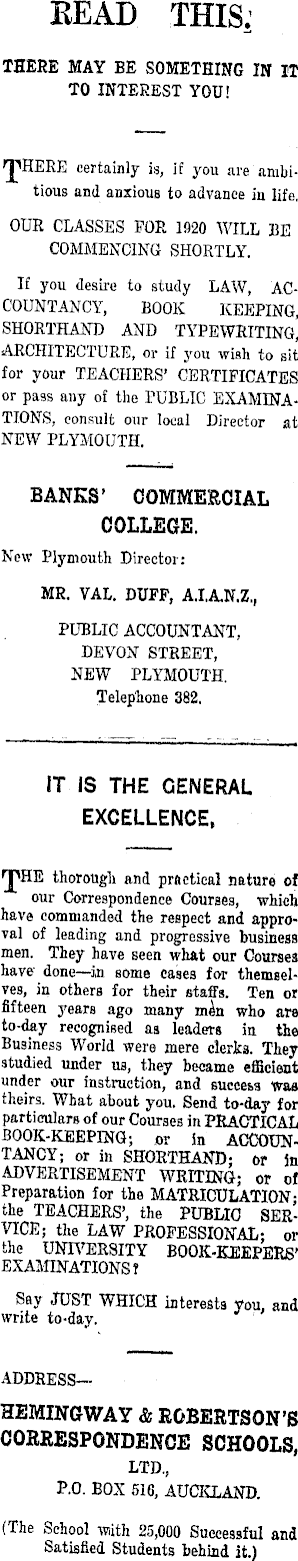 READ THIS.
THERE MAY BE SOMETHING IN IT
TO INTEREST YOU!
THERE certainly is, if you are ambi-
tious and anxious to advance in life.
OUR CLASSES FOR 1920 WILL BE
COMMENCING SHORTLY.
If you desire to study LAW, AC-
COUNTANCY, BOOK KEEPING,
SHORTHAND AND TYPEWRITING,
ARCHITECTURE, or if you wish to sit
for your TEACHERS' CERTIFICATES
or pass any of the PUBLIC EXAMINA-
TIONS, consult our local Director at
NEW PLYMOUTH.
BANKS' COMMERCIAL
COLLEGE.
New Plymouth Director:
MR. VAL. DUFF, A.I.A.N.Z.,
PUBLIC ACCOUNTANT,
DEVON STREET,
NEW PLYMOUTH.
Telephone 382.
IT IS THE GENERAL
EXCELLENCE,
THE thorough and practical nature of
our Correspondence Courses, which
have commanded the respect and appro-
val of leading and progressive business
men. They have seen what our Courses
have done—in some cases for themsel-
ves, in others for their staffs. Ten or
fifteen years ago many men who are
to-day recognised as leaders in the
Business World were mere clerks. They
studied under us, they became efficient
under our instruction, and success was
theirs. What about you. Send to-day for
particulars of our Courses in PRACTICAL
BOOK-KEEPING; or in ACCOUN-
TANCY; or in SHORTHAND; or in
ADVERTISEMENT WRITING; or of
Preparation for the MATRICULATION;
the TEACHERS', the PUBLIC SER-
VICE; the LAW PROFESSIONAL; or
the UNIVERSITY BOOK-KEEPERS'
EXAMINATIONS?
Say JUST WHICH interests you, and
write to-day.
ADDRESS—
HEMINGWAY & ROBERTSON'S
CORRESPONDENCE SCHOOLS,
LTD.,
P.O. BOX 516, AUCKLAND.
(The School with 25,000 Successful and
Satisfied Students behind it.)